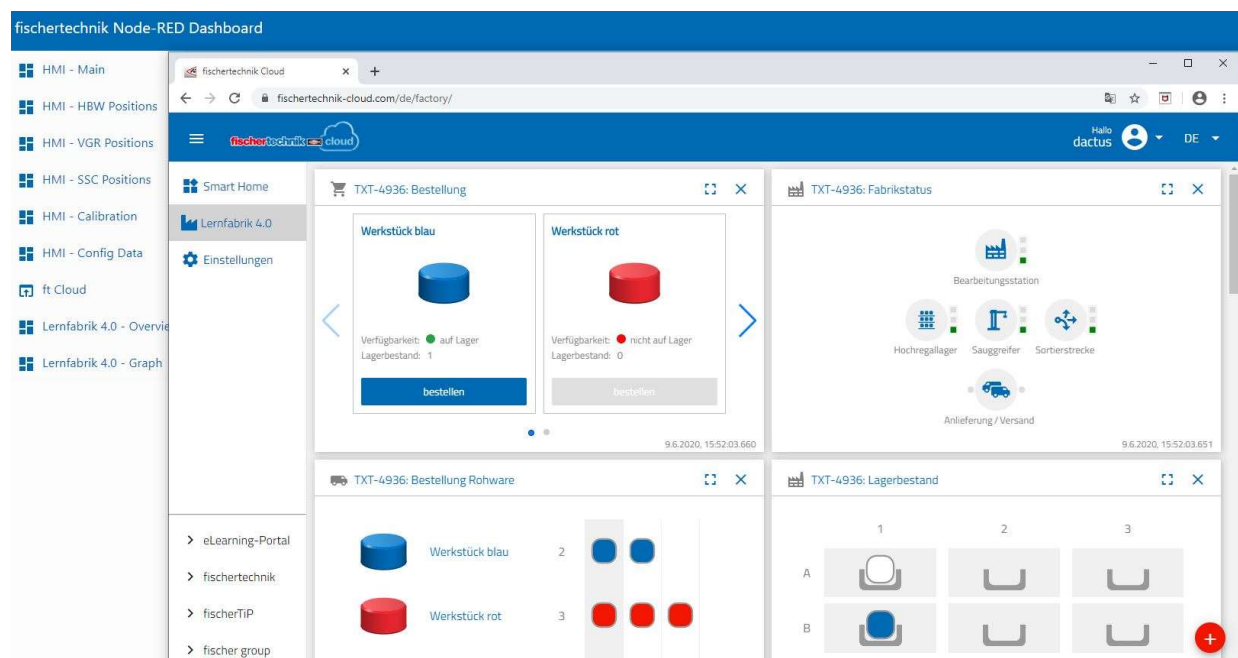 fischertechnik Node-RED Dashboard
HMI - Main
HMI - HBW Positions
HMI - VGR Positions
HMI - SSC Positions
HMI - Calibration
HMI - Config Data
ft Cloud
Lernfabrik 4.0 - Overvie
Lernfabrik 4.0 - Graph
fischertechnik Cloud
fischertechnik-cloud.com/de/factory/
fischertechnik cloud
Hallo
dactus
DE
Smart Home
Lernfabrik 4.0
Einstellungen
eLearning-Portal
fischertechnik
fischerTiP
fischer group
TXT-4936: Bestellung
Werkstück blau
Verfügbarkeit: auf Lager
Lagerbestand: 1
bestellen
Werkstück rot
Verfügbarkeit: nicht auf Lager
Lagerbestand: 0
bestellen
9.6.2020, 15:52:03.660
TXT-4936: Fabrikstatus
Bearbeitungsstation
Hochregallager Sauggreifer Sortierstrecke
Anlieferung / Versand
9.6.2020, 15:52:03.651
TXT-4936: Bestellung Rohware
Werkstück blau 2
Werkstück rot 3
TXT-4936: Lagerbestand
1 2 3
A
B